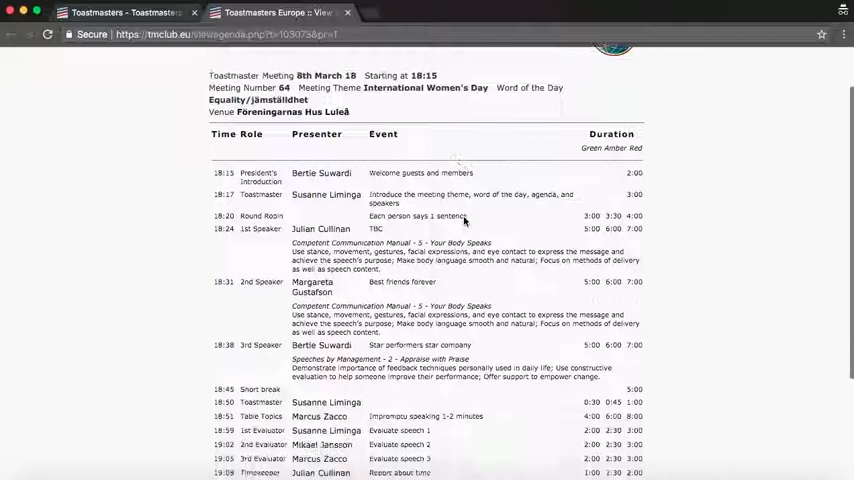 Toastmasters - Toastmaster
Toastmasters Europe :: View
Secure https://tmclub.eu/viewagenda.php?t=103073&pr=1
Toastmaster Meeting 8th March 18 Starting at 18:15
Meeting Number 64 Meeting Theme International Women's Day Word of the Day
Equality/jämställdhet
Venue Föreningarnas Hus Luleå
Time Role Presenter Event Duration
Green Amber Red
18:15 President's Introduction Bertie Suwardi Welcome guests and members 2:00
18:17 Toastmaster Susanne Liminga Introduce the meeting theme, word of the day, agenda, and 3:00
speakers
18:20 Round Robin Each person says 1 sentence 3:00 3:30 4:00
18:24 1st Speaker Julian Cullinan TBC 5:00 6:00 7:00
Competent Communication Manual - 5 - Your Body Speaks
Use stance, movement, gestures, facial expressions, and eye contact to express the message and
achieve the speech's purpose; Make body language smooth and natural; Focus on methods of delivery
as well as speech content.
18:31 2nd Speaker Margareta Gustafson Best friends forever 5:00 6:00 7:00
Competent Communication Manual - 5 - Your Body Speaks
Use stance, movement, gestures, facial expressions, and eye contact to express the message and
achieve the speech's purpose; Make body language smooth and natural; Focus on methods of delivery
as well as speech content.
18:38 3rd Speaker Bertie Suwardi Star performers star company 5:00 6:00 7:00
Speeches by Management - 2 - Appraise with Praise
Demonstrate importance of feedback techniques personally used in daily life; Use constructive
evaluation to help someone improve their performance; Offer support to empower change.
18:45 Short break 5:00
18:50 Toastmaster Susanne Liminga 0:30 0:45 1:00
18:51 Table Topics Marcus Zacco Impromptu speaking 1-2 minutes 4:00 6:00 8:00
18:59 1st Evaluator Susanne Liminga Evaluate speech 1 2:00 2:30 3:00
19:02 2nd Evaluator Mikael Jansson Evaluate speech 2 2:00 2:30 3:00
19:05 3rd Evaluator Marcus Zacco Evaluate speech 3 2:00 2:30 3:00
19:08 Timekeeper Julian Cullinan Report about time 1:00 1:30 2:00